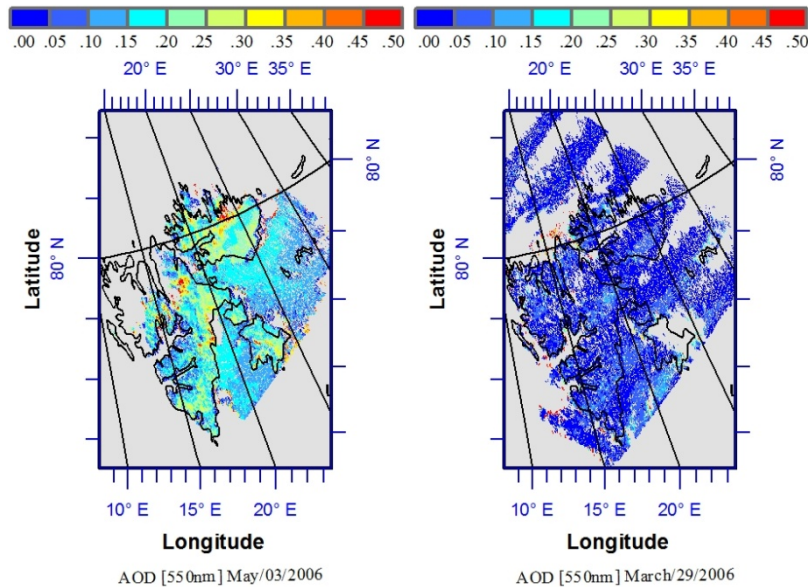 .00 .05 .10 .15 .20 .25 .30 .35 .40 .45 .50
20° E 30° E 35° E
80° N
Latitude
80° N
10° E 15° E 20° E
Longitude
AOD [550nm] May/03/2006
.00 .05 .10 .15 .20 .25 .30 .35 .40 .45 .50
20° E 30° E 35° E
80° N
Latitude
80° N
10° E 15° E 20° E
Longitude
AOD [550nm] March/29/2006